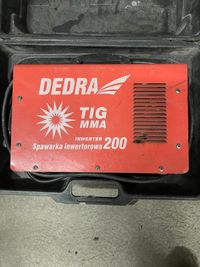 DEDRA
TIG
MMA
INWERTER
Spawarka inwertorowa 200